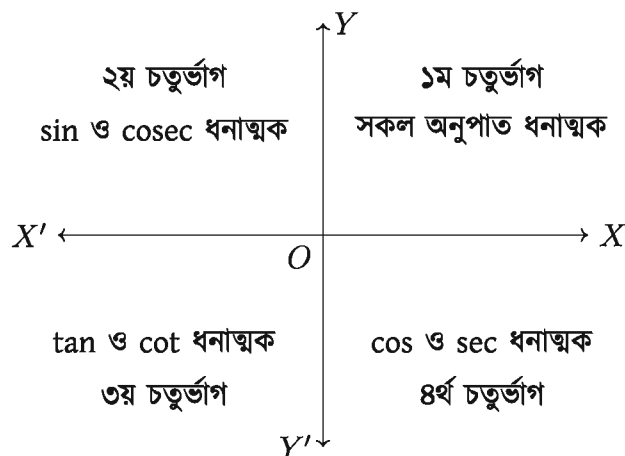 Y
২য় চতুর্ভাগ
১ম চতুর্ভাগ
sin ও cosec ধনাত্মক
সকল অনুপাত ধনাত্মক
X′
X
O
tan ও cot ধনাত্মক
cos ও sec ধনাত্মক
৩য় চতুর্ভাগ
৪র্থ চতুর্ভাগ
Y′